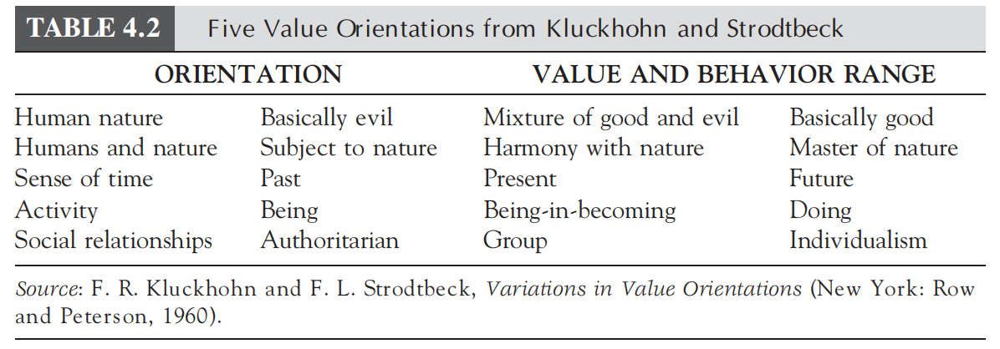 TABLE 4.2 Five Value Orientations from Kluckhohn and Strodtbeck
ORIENTATION VALUE AND BEHAVIOR RANGE
Human nature Basically evil Mixture of good and evil Basically good
Humans and nature Subject to nature Harmony with nature Master of nature
Sense of time Past Present Future
Activity Being Being-in-becoming Doing
Social relationships Authoritarian Group Individualism
Source: F. R. Kluckhohn and F. L. Strodtbeck, Variations in Value Orientations (New York: Row
and Peterson, 1960).